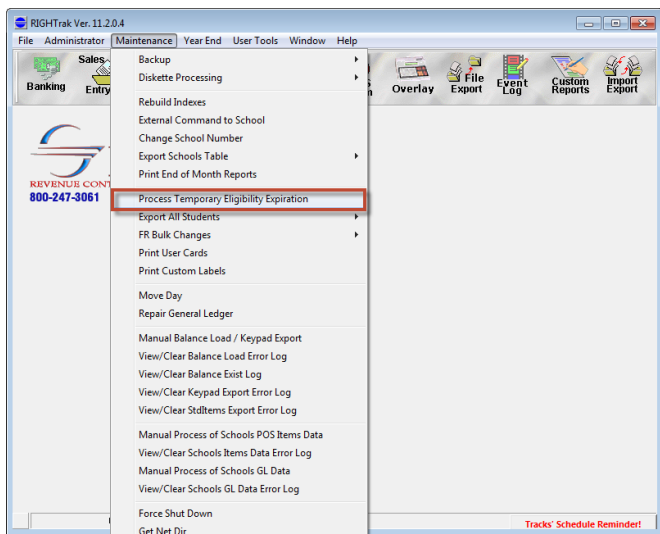 RIGHTrak Ver. 11.2.0.4
File Administrator Maintenance Year End User Tools Window Help
Banking
Sales
Entry
Overlay
File Export
Event Log
Custom Reports
Import Export
REVENUE CON
800-247-3061
Backup
Diskette Processing
Rebuild Indexes
External Command to School
Change School Number
Export Schools Table
Print End of Month Reports
Process Temporary Eligibility Expiration
Export All Students
FR Bulk Changes
Print User Cards
Print Custom Labels
Move Day
Repair General Ledger
Manual Balance Load / Keypad Export
View/Clear Balance Load Error Log
View/Clear Balance Exist Log
View/Clear Keypad Export Error Log
View/Clear StdItems Export Error Log
Manual Process of Schools POS Items Data
View/Clear Schools Items Data Error Log
Manual Process of Schools GL Data
View/Clear Schools GL Data Error Log
Force Shut Down
Get Net Dir
Tracks' Schedule Reminder!